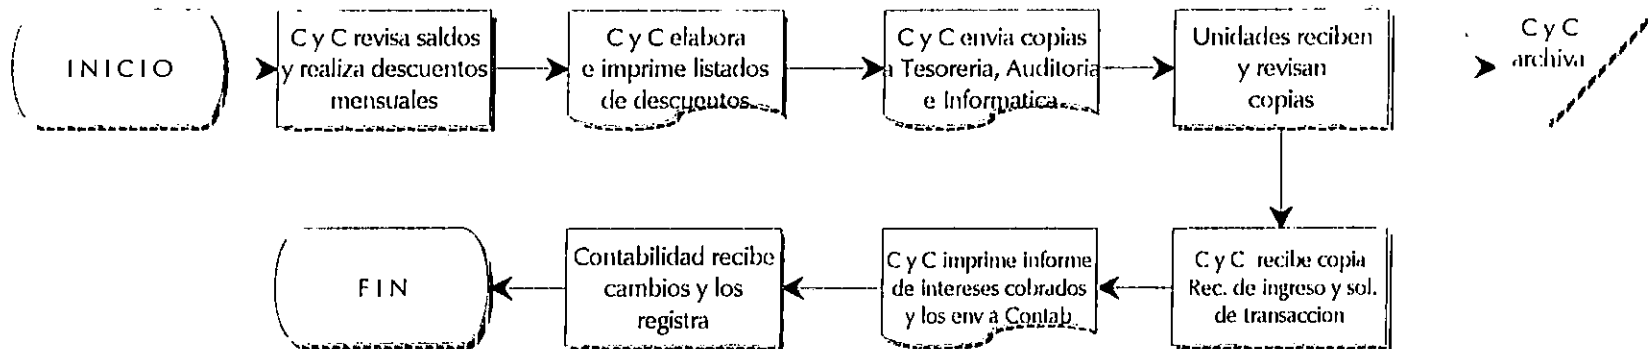 INICIO
C y C revisa saldos
y realiza descuentos
mensuales
C y C elabora
e imprime listados
de descuentos
C y C envia copias
a Tesoreria, Auditoria
e Informatica
Unidades reciben
y revisan
copias
C y C
archiva
FIN
Contabilidad recibe
cambios y los
registra
C y C imprime informe
de intereses cobrados
y los env a Contab
C y C recibe copia
Rec. de ingreso y sol.
de transaccion